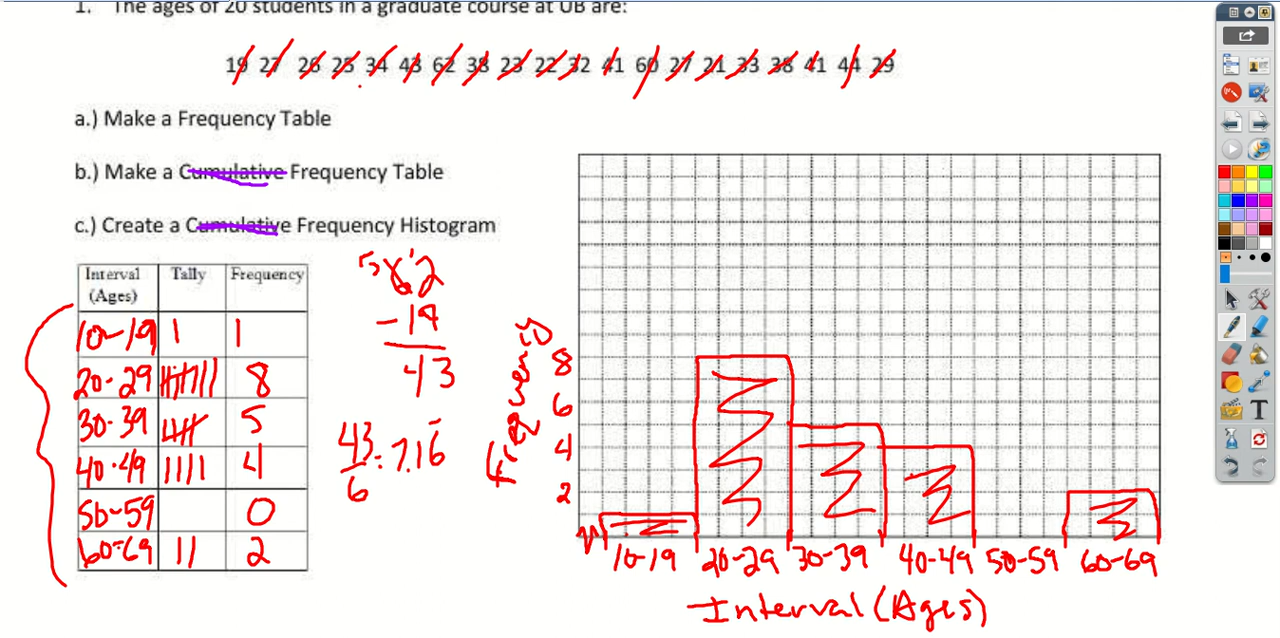 1. The ages of 20 students in a graduate course at UB are:
19 27 26 25 34 43 62 38 23 22 32 41 60 27 21 33 38 41 44 29
a.) Make a Frequency Table
b.) Make a Cumulative Frequency Table
c.) Create a Cumulative Frequency Histogram
Interval (Ages) Tally Frequency
10-19 1
20-29 8
30-39 5
40-49 4
50-59 0
60-69 2
5 6 1 2
-19
43
43/6 = 7.16
Frequency
8
6
4
2
10-19 20-29 30-39 40-49 50-59 60-69
Interval (Ages)
T